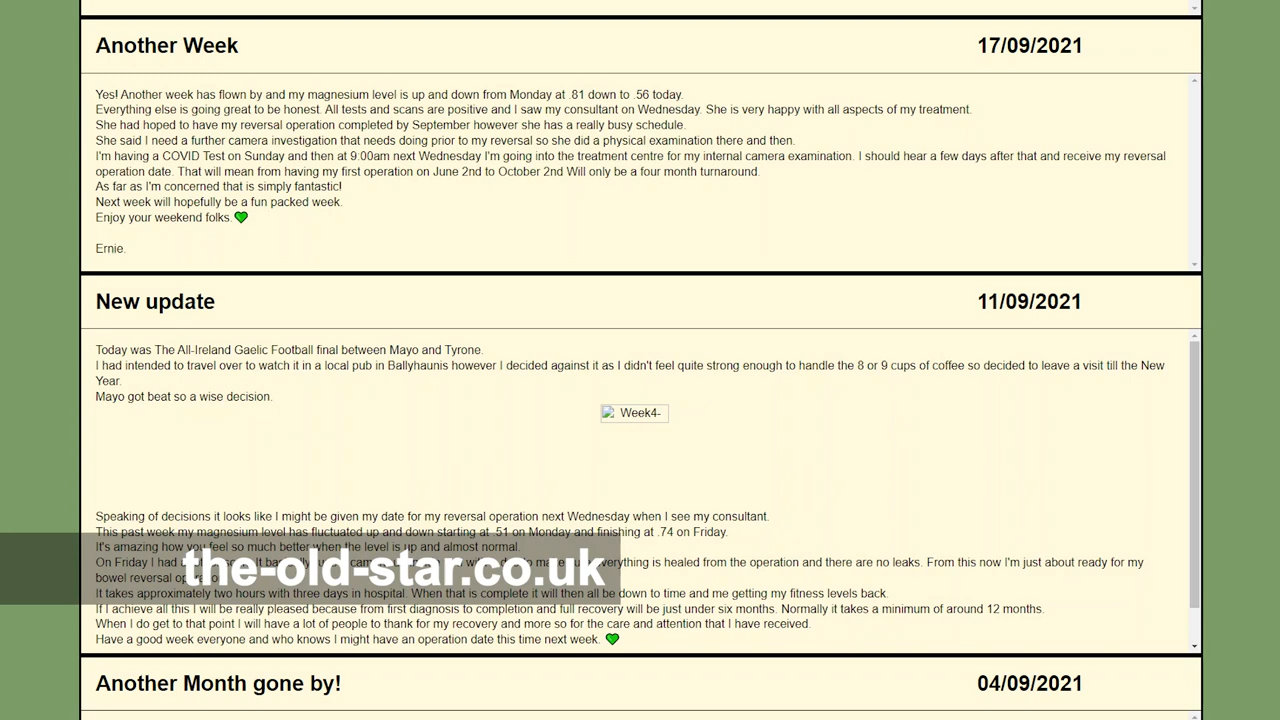 Another Week 17/09/2021
Yes! Another week has flown by and my magnesium level is up and down from Monday at .81 down to .56 today.
Everything else is going great to be honest. All tests and scans are positive and I saw my consultant on Wednesday. She is very happy with all aspects of my treatment.
She had hoped to have my reversal operation completed by September however she has a really busy schedule.
She said I need a further camera investigation that needs doing prior to my reversal so she did a physical examination there and then.
I'm having a COVID Test on Sunday and then at 9:00am next Wednesday I'm going into the treatment centre for my internal camera examination. I should hear a few days after that and receive my reversal
operation date. That will mean from having my first operation on June 2nd to October 2nd Will only be a four month turnaround.
As far as I'm concerned that is simply fantastic!
Next week will hopefully be a fun packed week.
Enjoy your weekend folks.
Ernie.
New update 11/09/2021
Today was The All-Ireland Gaelic Football final between Mayo and Tyrone.
I had intended to travel over to watch it in a local pub in Ballyhaunis however I decided against it as I didn't feel quite strong enough to handle the 8 or 9 cups of coffee so decided to leave a visit till the New
Year.
Mayo got beat so a wise decision.
Week4-
Speaking of decisions it looks like I might be given my date for my reversal operation next Wednesday when I see my consultant.
This past week my magnesium level has fluctuated up and down starting at .51 on Monday and finishing at .74 on Friday.
It's amazing how you feel so much better when the level is up and almost normal.
On Friday I had everything is healed from the operation and there are no leaks. From this now I'm just about ready for my
the-old-star.co.uk
bowel reversal
It takes approximately two hours with three days in hospital. When that is complete it will then all be down to time and me getting my fitness levels back.
If I achieve all this I will be really pleased because from first diagnosis to completion and full recovery will be just under six months. Normally it takes a minimum of around 12 months.
When I do get to that point I will have a lot of people to thank for my recovery and more so for the care and attention that I have received.
Have a good week everyone and who knows I might have an operation date this time next week.
Another Month gone by! 04/09/2021